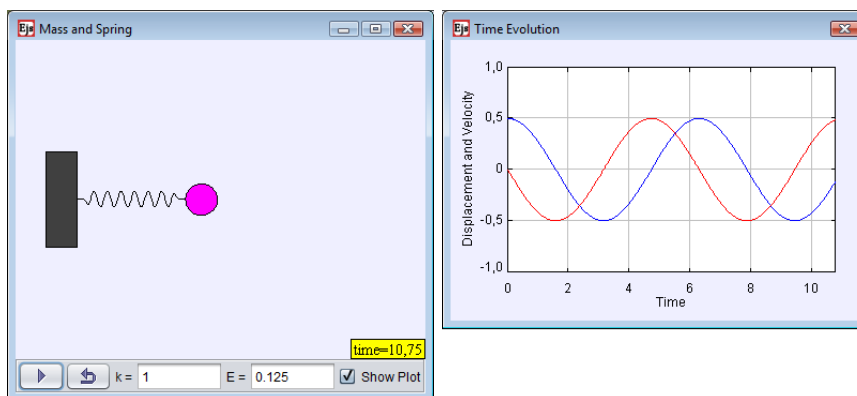 Ejs Mass and Spring
time=10,75
k = 1 E = 0.125 Show Plot
Ejs Time Evolution
Displacement and Velocity
1,0
0,5
0
-0,5
-1,0
0 2 4 6 8 10
Time